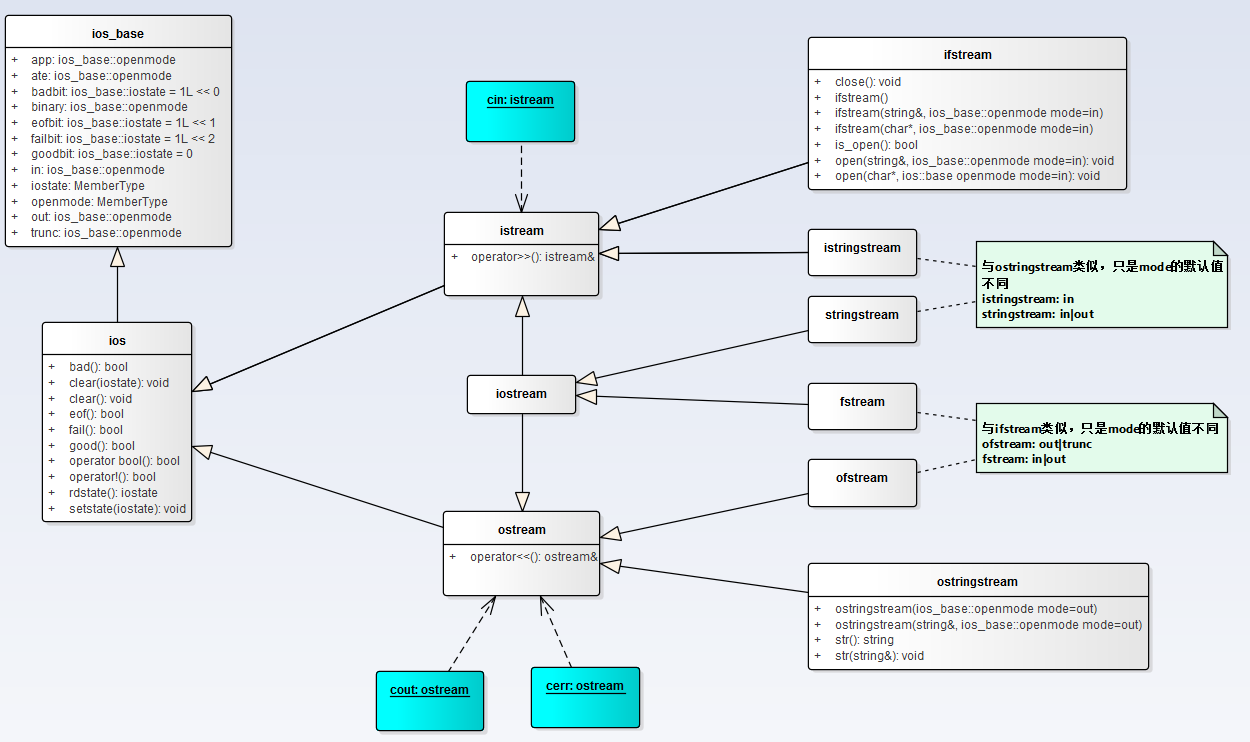 ios_base
+ app: ios_base::openmode
+ ate: ios_base::openmode
+ badbit: ios_base::iostate = 1L << 0
+ binary: ios_base::openmode
+ eofbit: ios_base::iostate = 1L << 1
+ failbit: ios_base::iostate = 1L << 2
+ goodbit: ios_base::iostate = 0
+ in: ios_base::openmode
+ iostate: MemberType
+ openmode: MemberType
+ out: ios_base::openmode
+ trunc: ios_base::openmode
ios
+ bad(): bool
+ clear(iostate): void
+ clear(): void
+ eof(): bool
+ fail(): bool
+ good(): bool
+ operator bool(): bool
+ operator!(): bool
+ rdstate(): iostate
+ setstate(iostate): void
cin: istream
istream
+ operator>>(): istream&
iostream
ostream
+ operator<<(): ostream&
cout: ostream
cerr: ostream
ifstream
+ close(): void
+ ifstream()
+ ifstream(string&, ios_base::openmode mode=in)
+ ifstream(char*, ios_base::openmode mode=in)
+ is_open(): bool
+ open(string&, ios_base::openmode mode=in): void
+ open(char*, ios::base openmode mode=in): void
istringstream
stringstream
与ostringstream类似，只是mode的默认值
不同
istringstream: in
stringstream: in|out
fstream
ofstream
与ifstream类似，只是mode的默认值不同
ofstream: out|trunc
fstream: in|out
ostringstream
+ ostringstream(ios_base::openmode mode=out)
+ ostringstream(string&, ios_base::openmode mode=out)
+ str(): string
+ str(string&): void